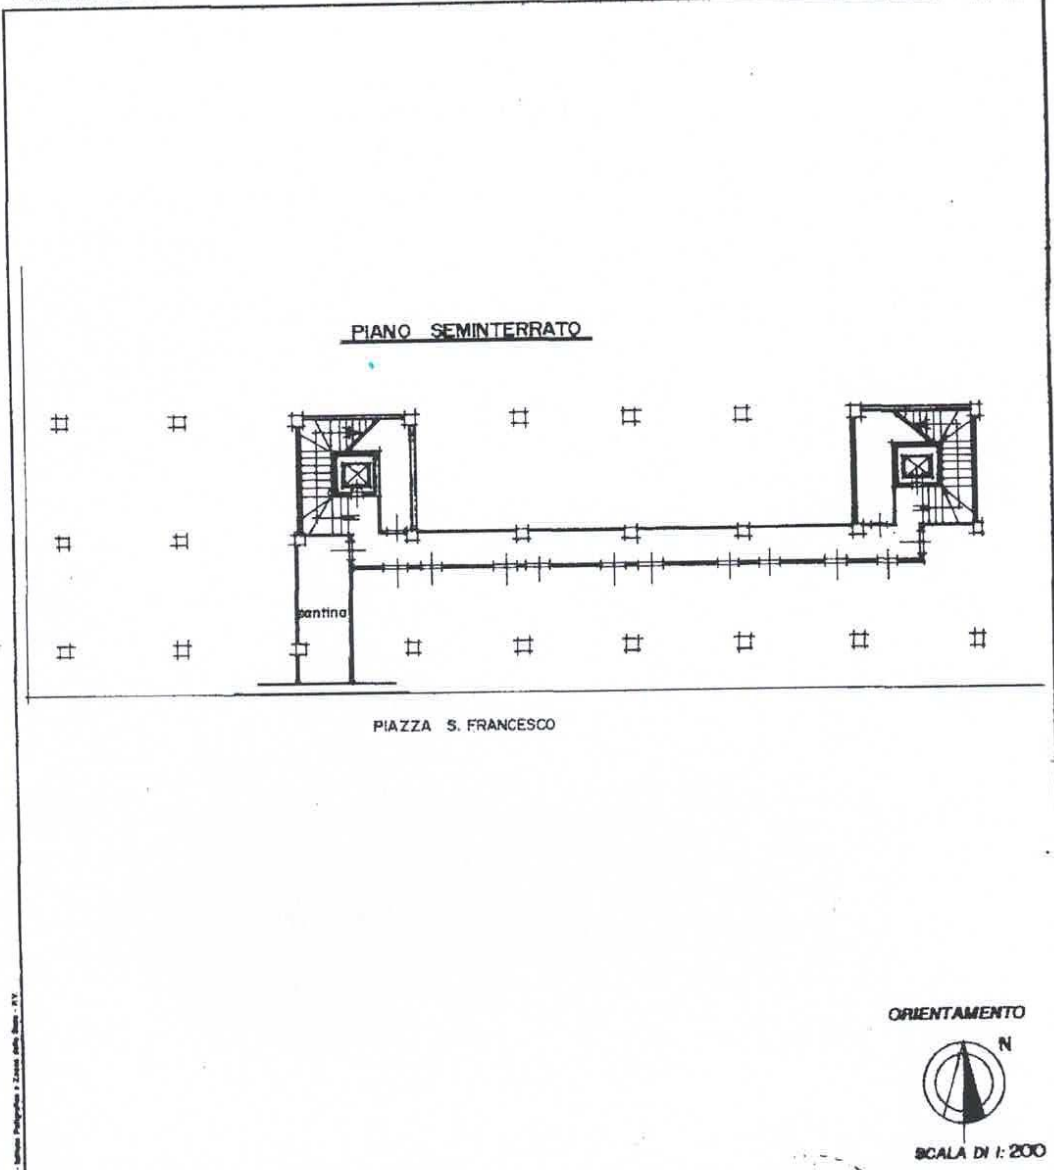 PIANO SEMINTERRATO
cantina
PIAZZA S. FRANCESCO
ORIENTAMENTO
N
SCALA DI 1:200